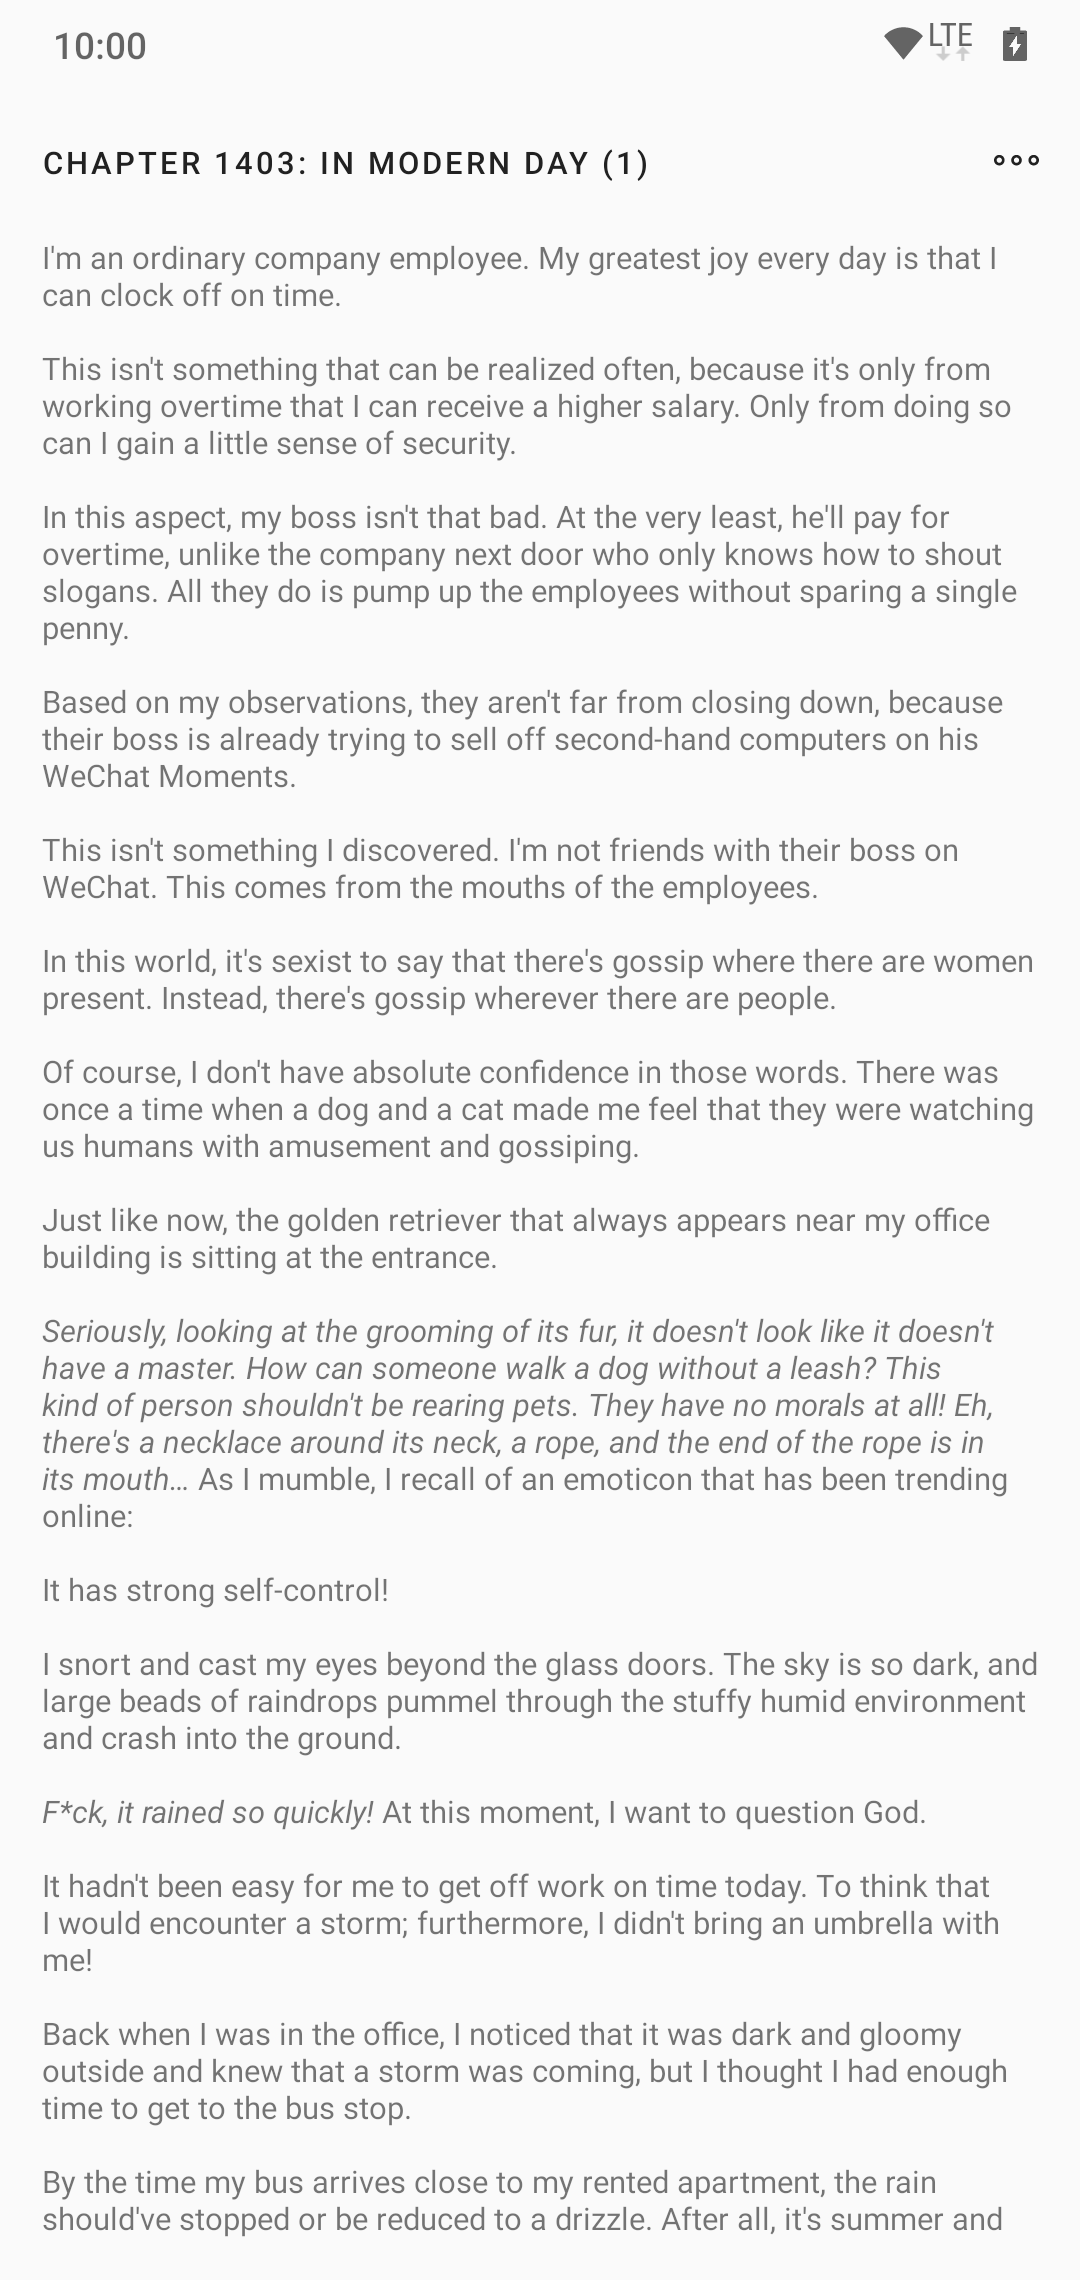 10:00
LTE
CHAPTER 1403: IN MODERN DAY (1)
I'm an ordinary company employee. My greatest joy every day is that I
can clock off on time.
This isn't something that can be realized often, because it's only from
working overtime that I can receive a higher salary. Only from doing so
can I gain a little sense of security.
In this aspect, my boss isn't that bad. At the very least, he'll pay for
overtime, unlike the company next door who only knows how to shout
slogans. All they do is pump up the employees without sparing a single
penny.
Based on my observations, they aren't far from closing down, because
their boss is already trying to sell off second-hand computers on his
WeChat Moments.
This isn't something I discovered. I'm not friends with their boss on
WeChat. This comes from the mouths of the employees.
In this world, it's sexist to say that there's gossip where there are women
present. Instead, there's gossip wherever there are people.
Of course, I don't have absolute confidence in those words. There was
once a time when a dog and a cat made me feel that they were watching
us humans with amusement and gossiping.
Just like now, the golden retriever that always appears near my office
building is sitting at the entrance.
Seriously, looking at the grooming of its fur, it doesn't look like it doesn't
have a master. How can someone walk a dog without a leash? This
kind of person shouldn't be rearing pets. They have no morals at all! Eh,
there's a necklace around its neck, a rope, and the end of the rope is in
its mouth… As I mumble, I recall of an emoticon that has been trending
online:
It has strong self-control!
I snort and cast my eyes beyond the glass doors. The sky is so dark, and
large beads of raindrops pummel through the stuffy humid environment
and crash into the ground.
F*ck, it rained so quickly! At this moment, I want to question God.
It hadn't been easy for me to get off work on time today. To think that
I would encounter a storm; furthermore, I didn't bring an umbrella with
me!
Back when I was in the office, I noticed that it was dark and gloomy
outside and knew that a storm was coming, but I thought I had enough
time to get to the bus stop.
By the time my bus arrives close to my rented apartment, the rain
should've stopped or be reduced to a drizzle. After all, it's summer and